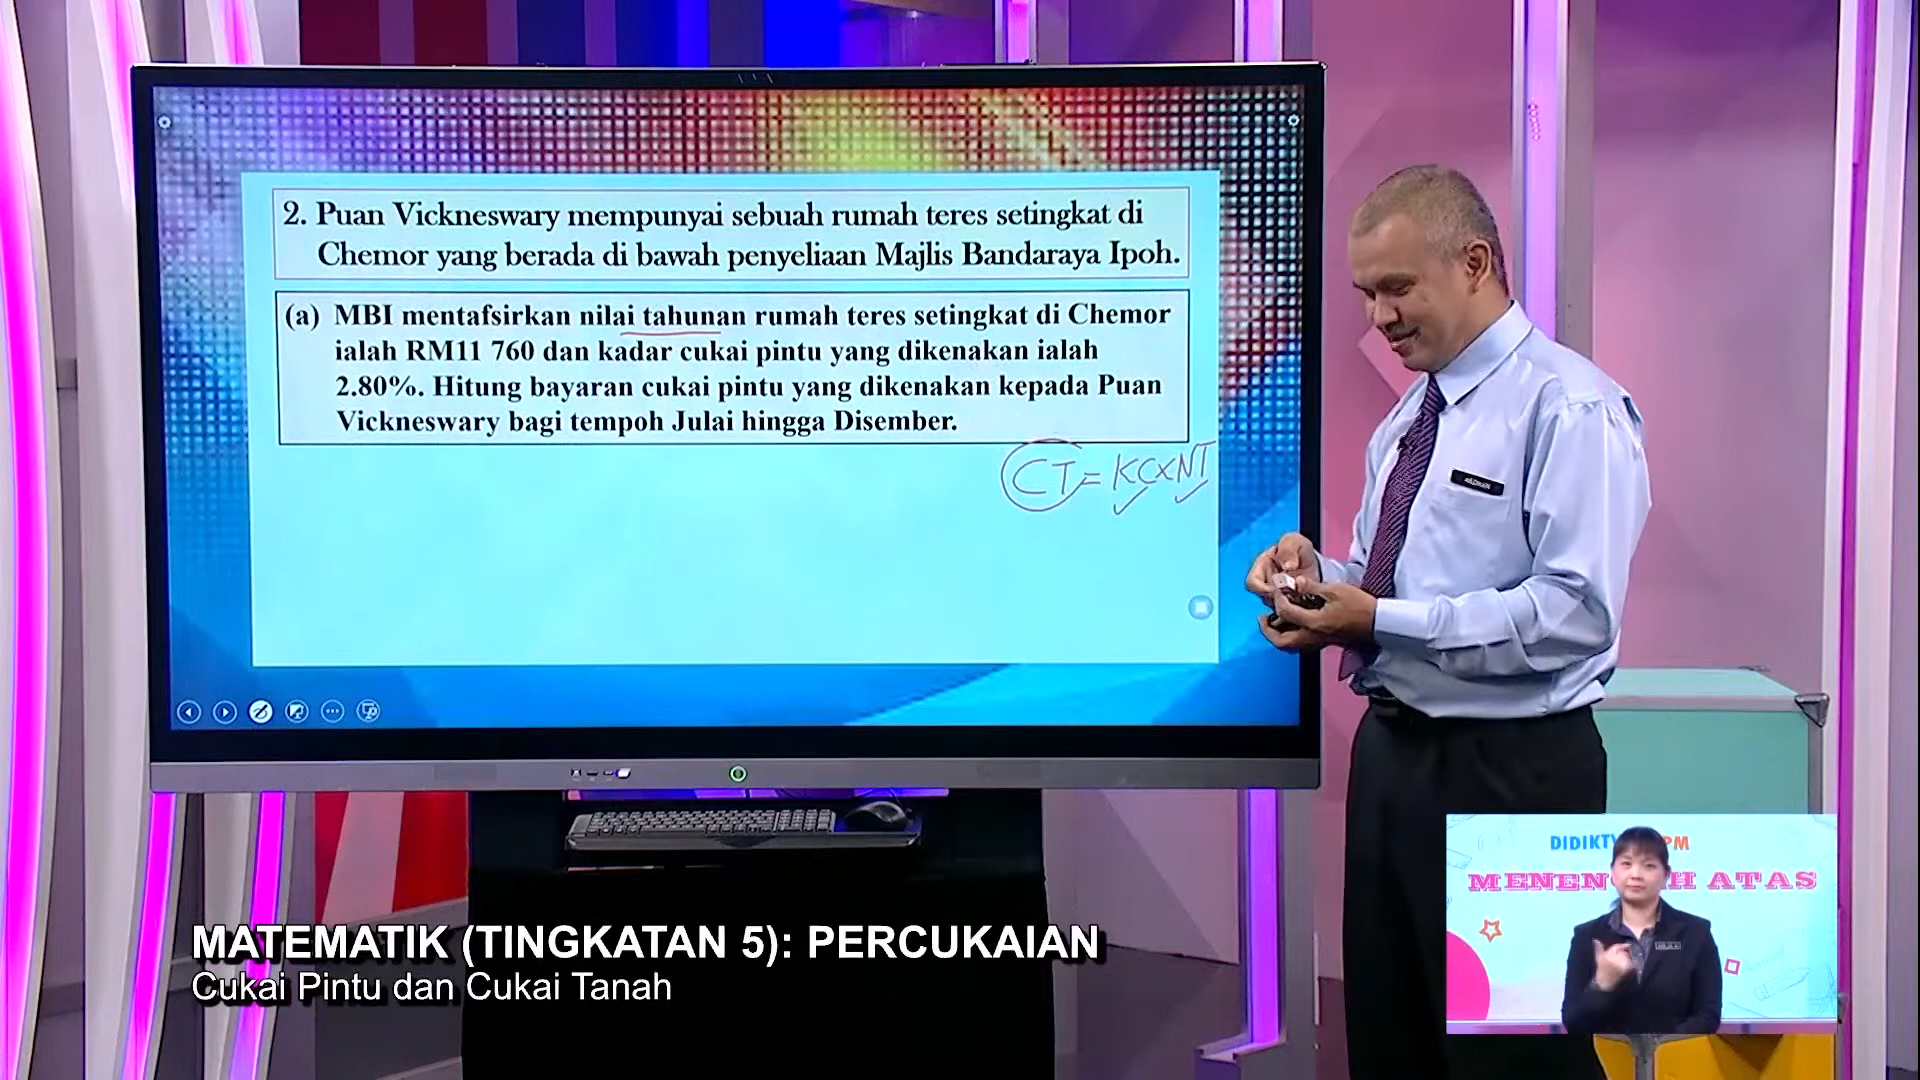 2. Puan Vickneswary mempunyai sebuah rumah teres setingkat di
Chemor yang berada di bawah penyeliaan Majlis Bandaraya Ipoh.
(a) MBI mentafsirkan nilai tahunan rumah teres setingkat di Chemor
ialah RM11 760 dan kadar cukai pintu yang dikenakan ialah
2.80%. Hitung bayaran cukai pintu yang dikenakan kepada Puan
Vickneswary bagi tempoh Julai hingga Disember.
CT = KC×NT
MATEMATIK (TINGKATAN 5): PERCUKAIAN
Cukai Pintu dan Cukai Tanah
ATAS